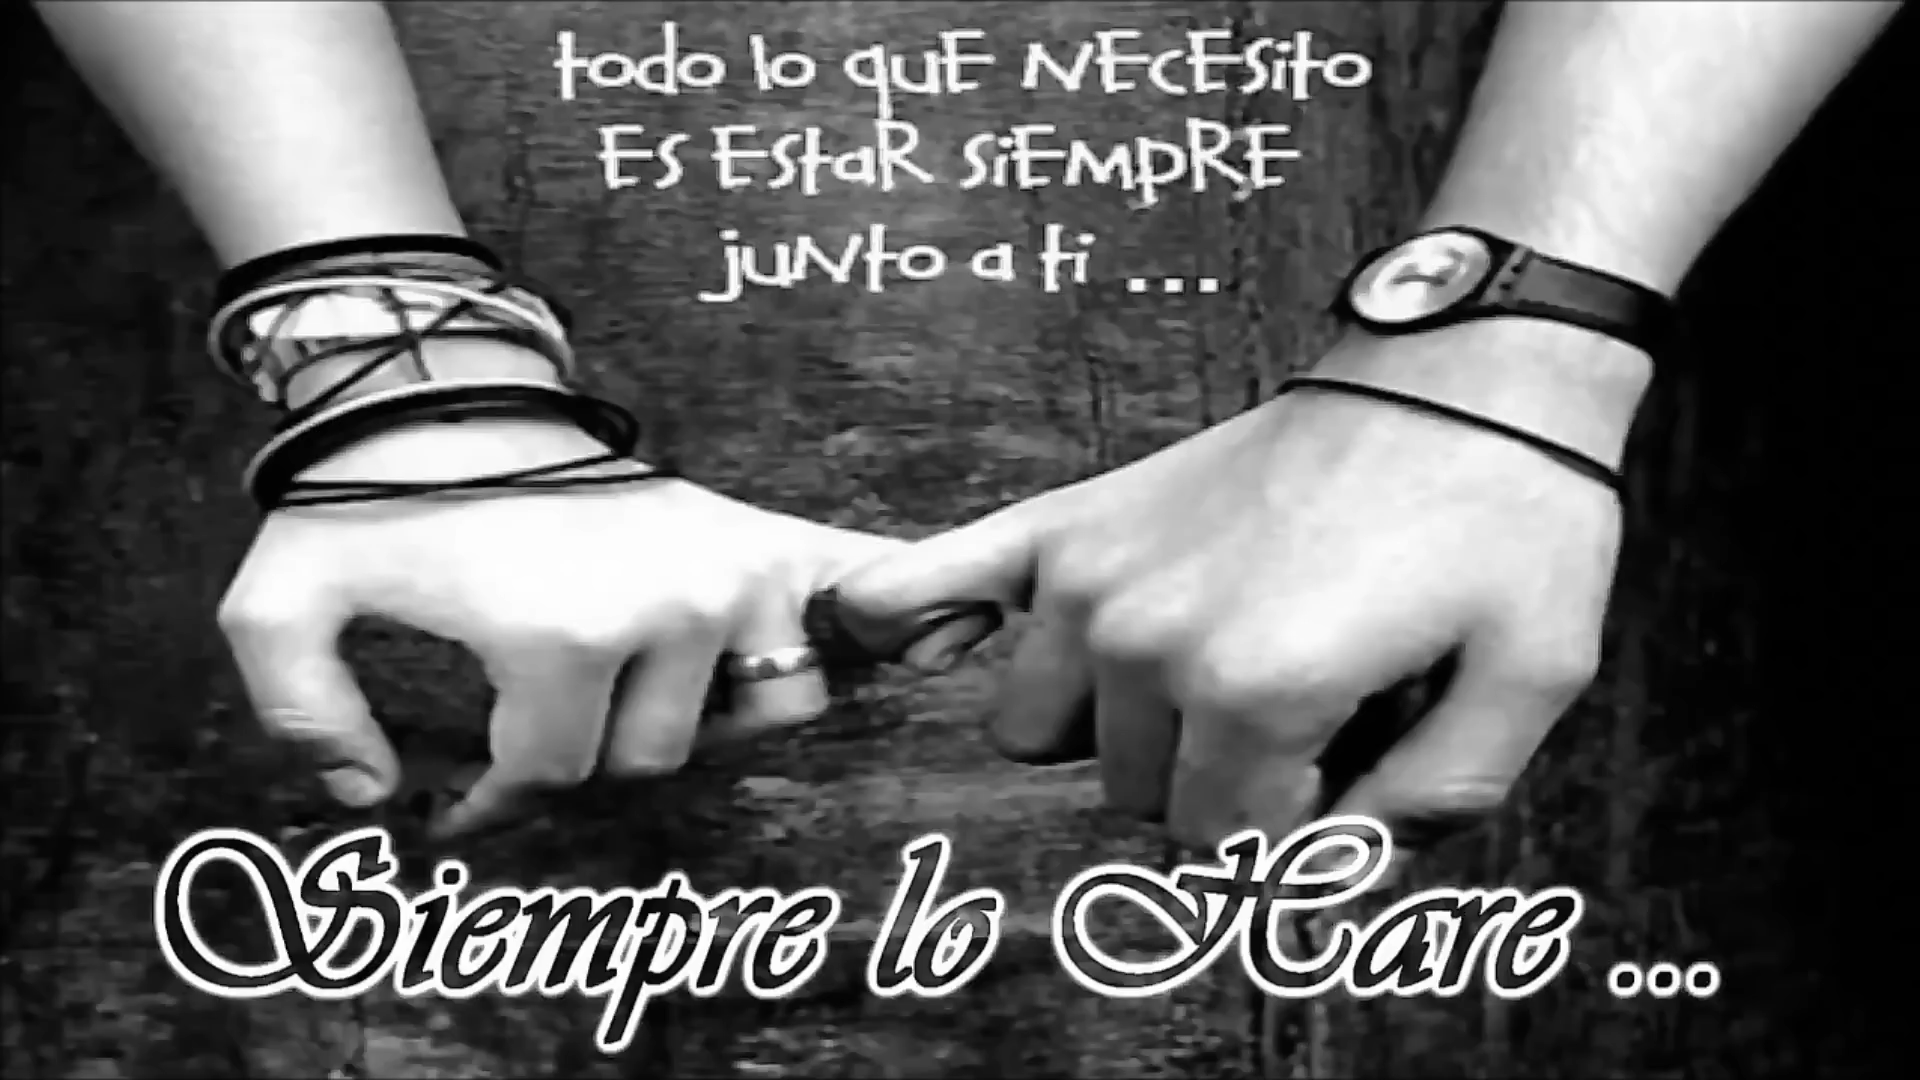 todo lo quE NECESito
ES EStaR SiEMpRE
juNto a ti ...
Siempre lo Hare ...